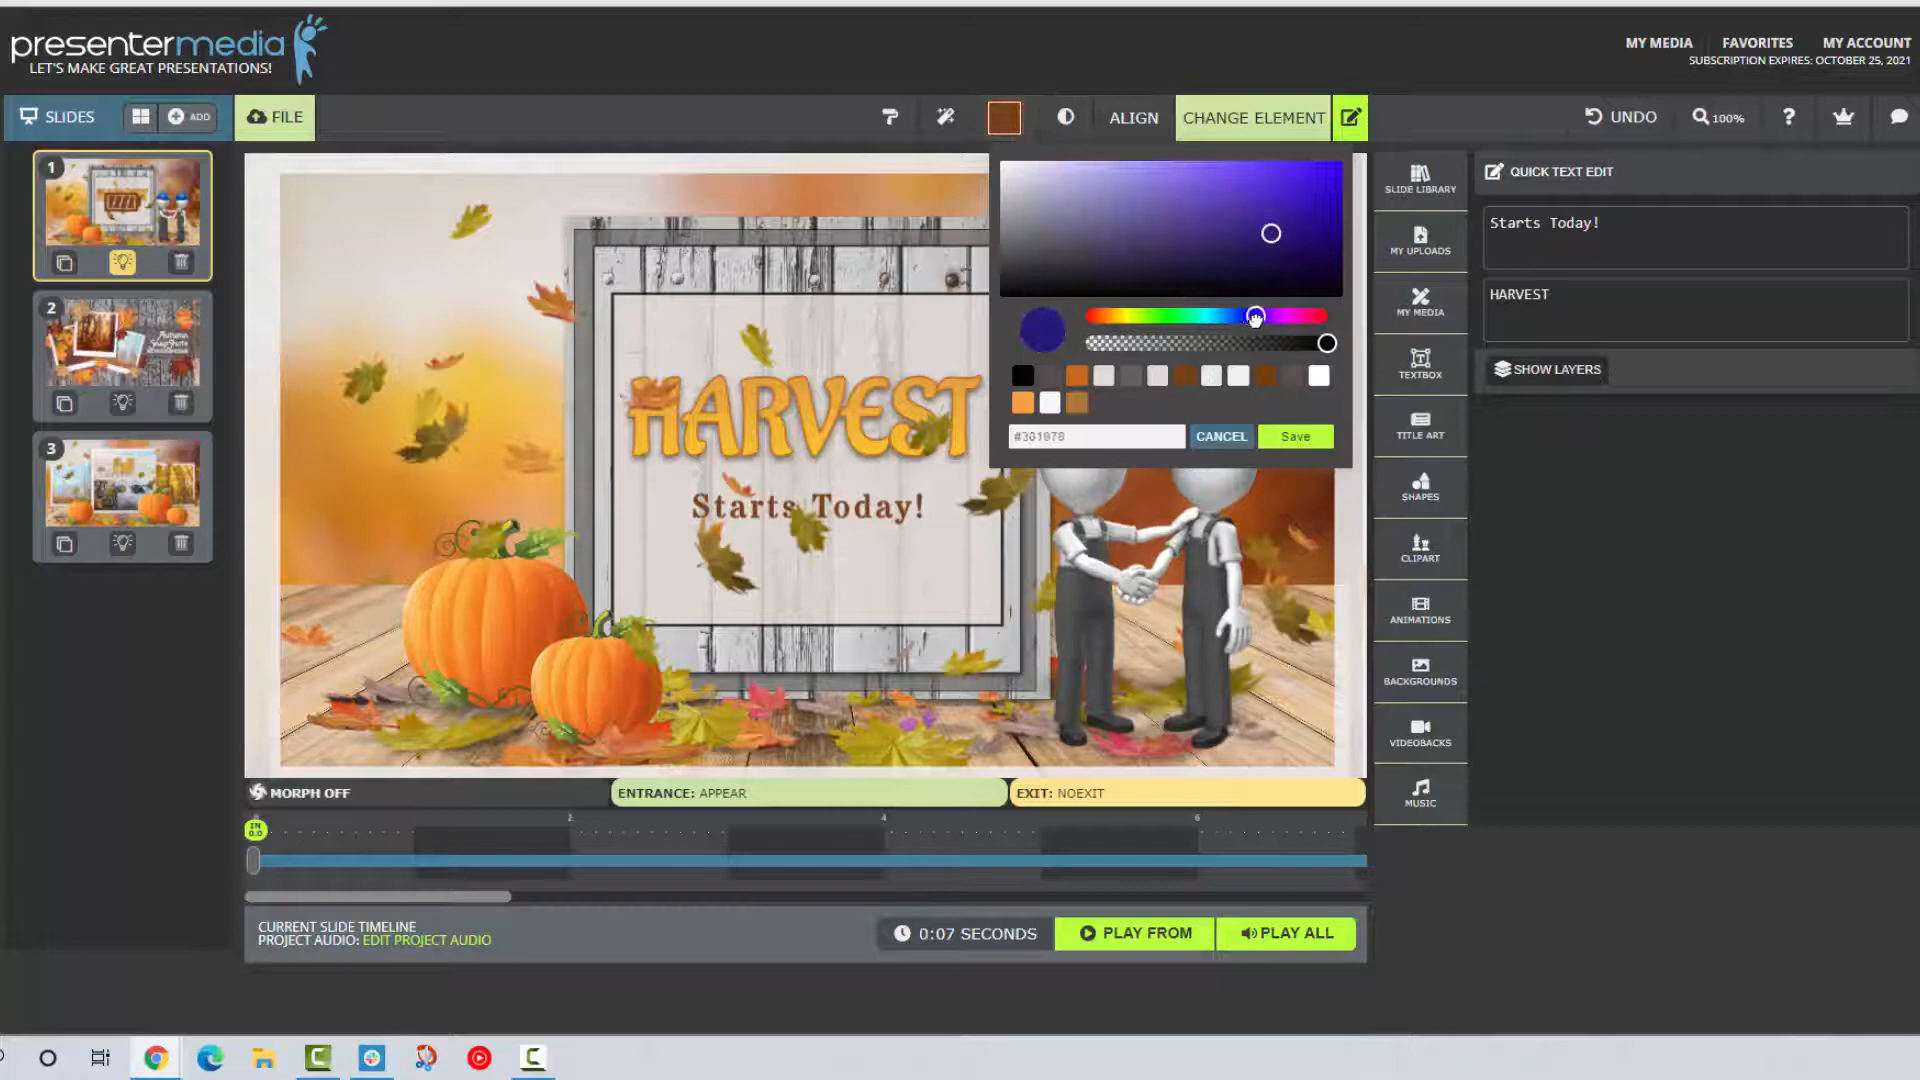 presentermedia
LET'S MAKE GREAT PRESENTATIONS!
MY MEDIA
FAVORITES
MY ACCOUNT
SUBSCRIPTION EXPIRES: OCTOBER 25, 2021
SLIDES
ADD
FILE
ALIGN
CHANGE ELEMENT
UNDO
100%
?
1
2
3
HARVEST
Starts Today!
#301978
CANCEL
Save
SLIDE LIBRARY
MY UPLOADS
MY MEDIA
TEXTBOX
TITLE ART
SHAPES
CLIPART
ANIMATIONS
BACKGROUNDS
VIDEOBACKS
MUSIC
QUICK TEXT EDIT
Starts Today!
HARVEST
SHOW LAYERS
MORPH OFF
ENTRANCE: APPEAR
EXIT: NOEXIT
IN
0.0
2
4
6
CURRENT SLIDE TIMELINE
PROJECT AUDIO: EDIT PROJECT AUDIO
0:07 SECONDS
PLAY FROM
PLAY ALL